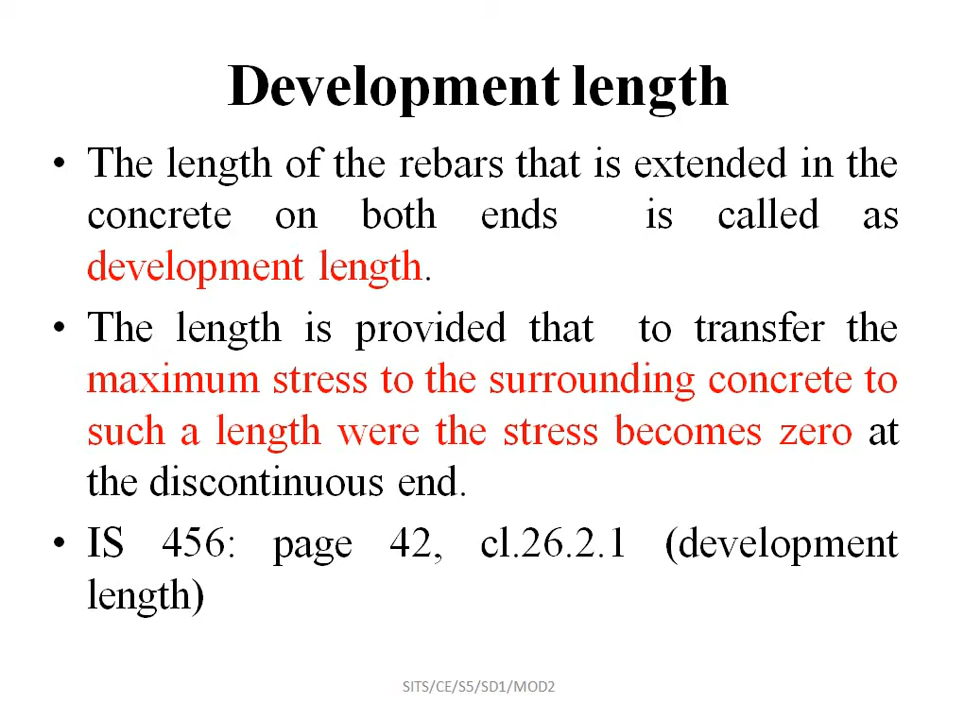 Development length
• The length of the rebars that is extended in the
concrete on both ends is called as
development length.
• The length is provided that to transfer the
maximum stress to the surrounding concrete to
such a length were the stress becomes zero at
the discontinuous end.
• IS 456: page 42, cl.26.2.1 (development
length)
SITS/CE/S5/SD1/MOD2